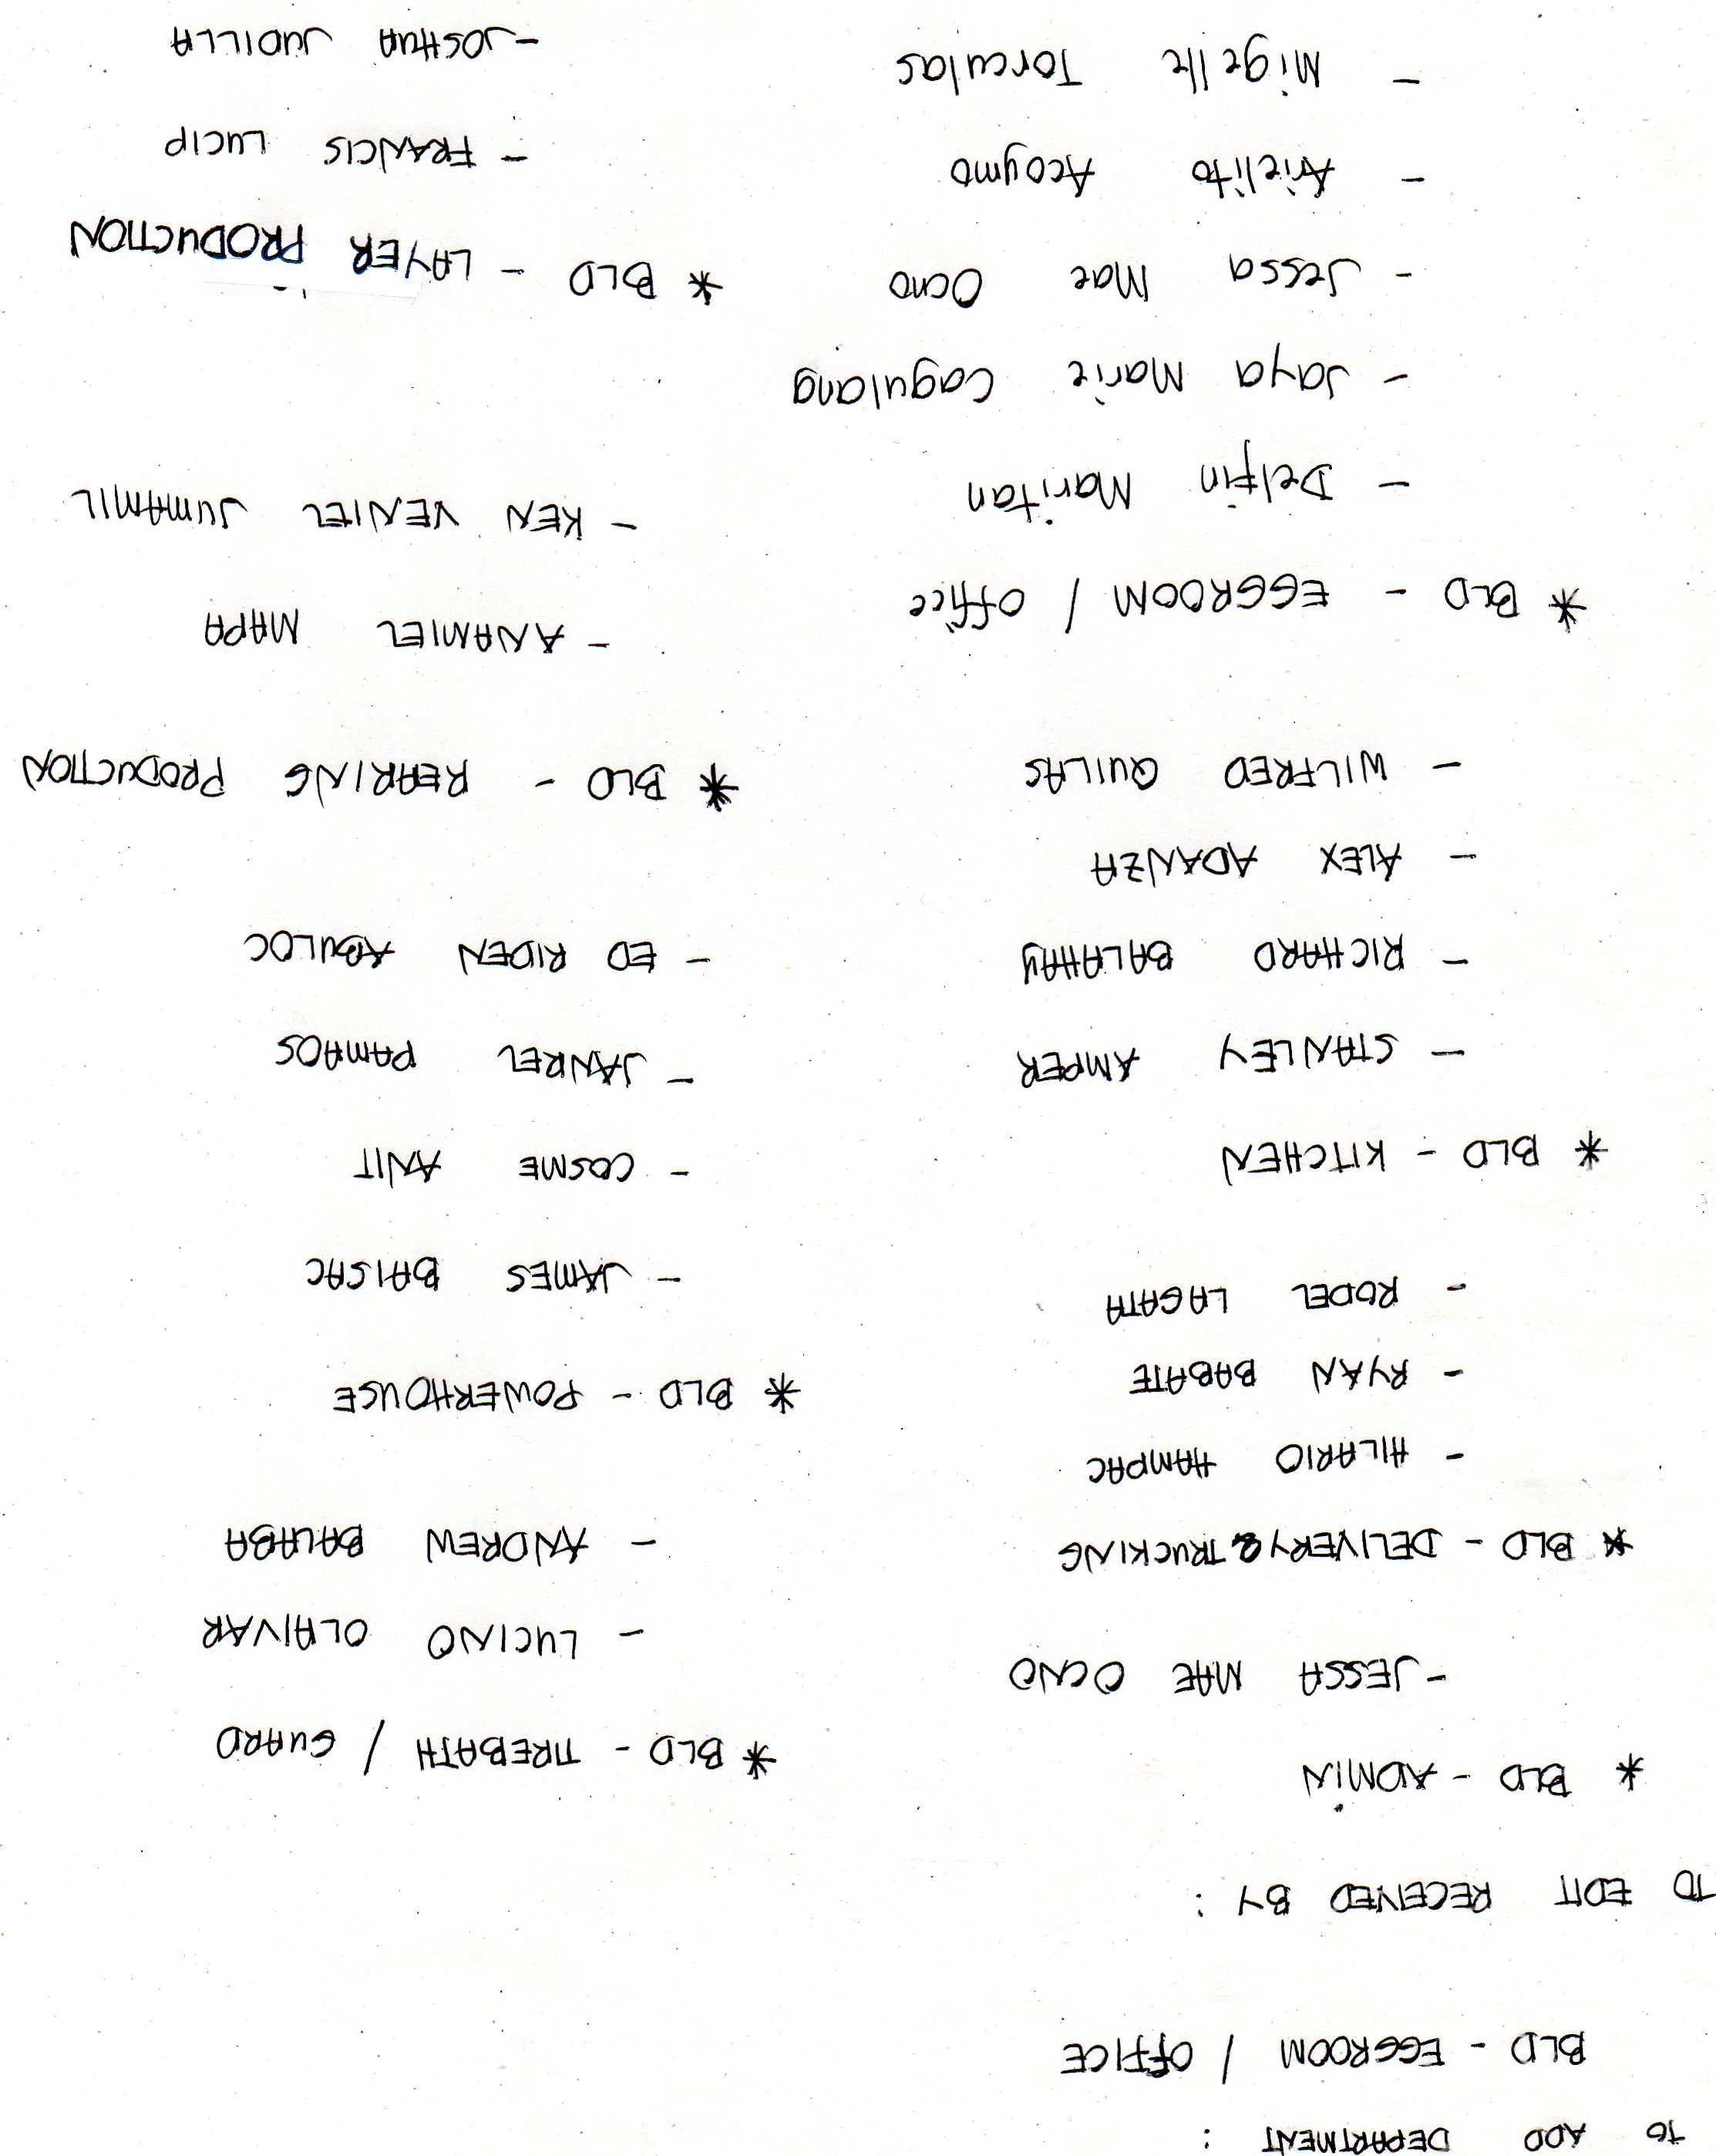 TO ADD DEPARTMENT :
BLD - EGGROOM / OFFICE
TO EDIT RECEIVED BY :
* BLD - ADMIN
- JESSA MAE OCNO
* BLD - DELIVERY & TRUCKING
- HILARIO HAMPAC
- RYAN BABATE
- RODEL LAGATA
* BLD - KITCHEN
- STANLEY AMPER
- RICHARD BALAHAY
- ALEX ADANZA
- WILFRED QUILAS
* BLD - EGGROOM / Office
- Delfin Maritan
- Jaya Marie Cagulang
- Jessa Mae Ocno
- Arielito Acoymo
- Migelle Torculas
* BLD - TIREBATH / GUARD
- LUCINO OLAIVAR
- ANDREW BALABA
* BLD - POWERHOUSE
- JAMES BAISAC
- COSME ANIT
- JANREL PAMAOS
- ED RIDEN ABULOC
* BLD - REARING PRODUCTION
- ANAMIEL MAPA
- KEN VENIEL JUMAMIL
* BLD - LAYER PRODUCTION
- FRANCIS LUCIP
- JOSHUA JUDILLA